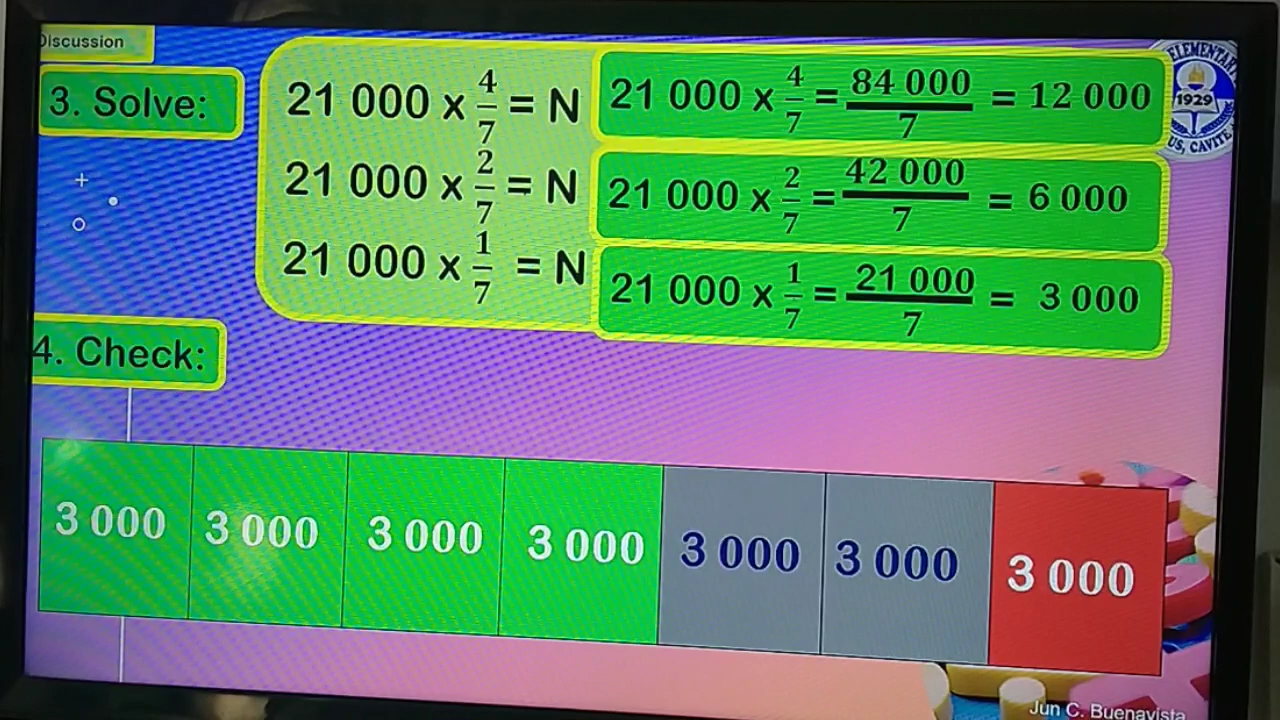 Discussion
3. Solve:
21 000 x 4/7 = N
21 000 x 2/7 = N
21 000 x 1/7 = N
21 000 x 4/7 = 84 000/7 = 12 000
21 000 x 2/7 = 42 000/7 = 6 000
21 000 x 1/7 = 21 000/7 = 3 000
ELEMENTAR
1929
US, CAVITE
4. Check:
3 000 3 000 3 000 3 000 3 000 3 000 3 000
Jun C. Buenavista